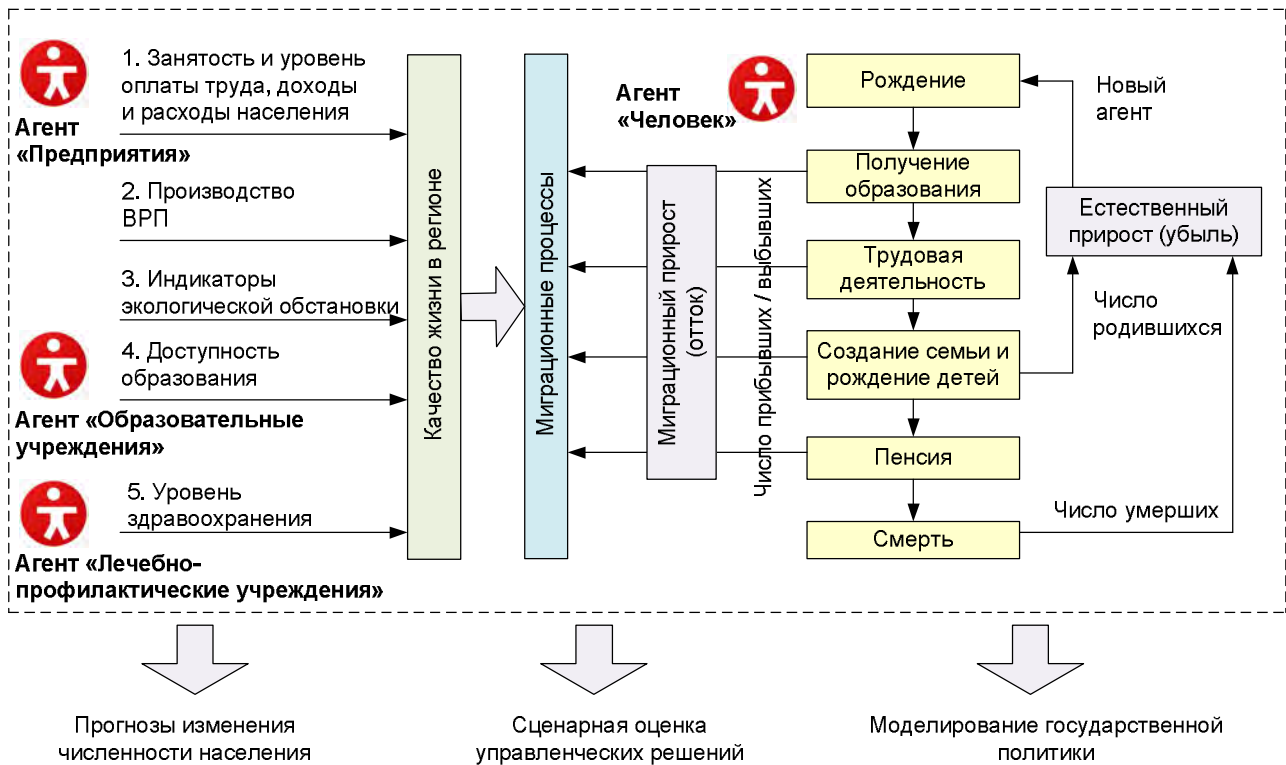 1. Занятость и уровень
оплаты труда, доходы
и расходы населения
Агент
«Предприятия»
2. Производство
ВРП
3. Индикаторы
экологической обстановки
4. Доступность
образования
Агент «Образовательные
учреждения»
5. Уровень
здравоохранения
Агент «Лечебно-
профилактические учреждения»
Качество жизни в регионе
Миграционные процессы
Агент
«Человек»
Миграционный прирост
(отток)
Число прибывших / выбывших
Рождение
Получение
образования
Трудовая
деятельность
Создание семьи и
рождение детей
Пенсия
Смерть
Новый
агент
Естественный
прирост (убыль)
Число
родившихся
Число умерших
Прогнозы изменения
численности населения
Сценарная оценка
управленческих решений
Моделирование государственной
политики